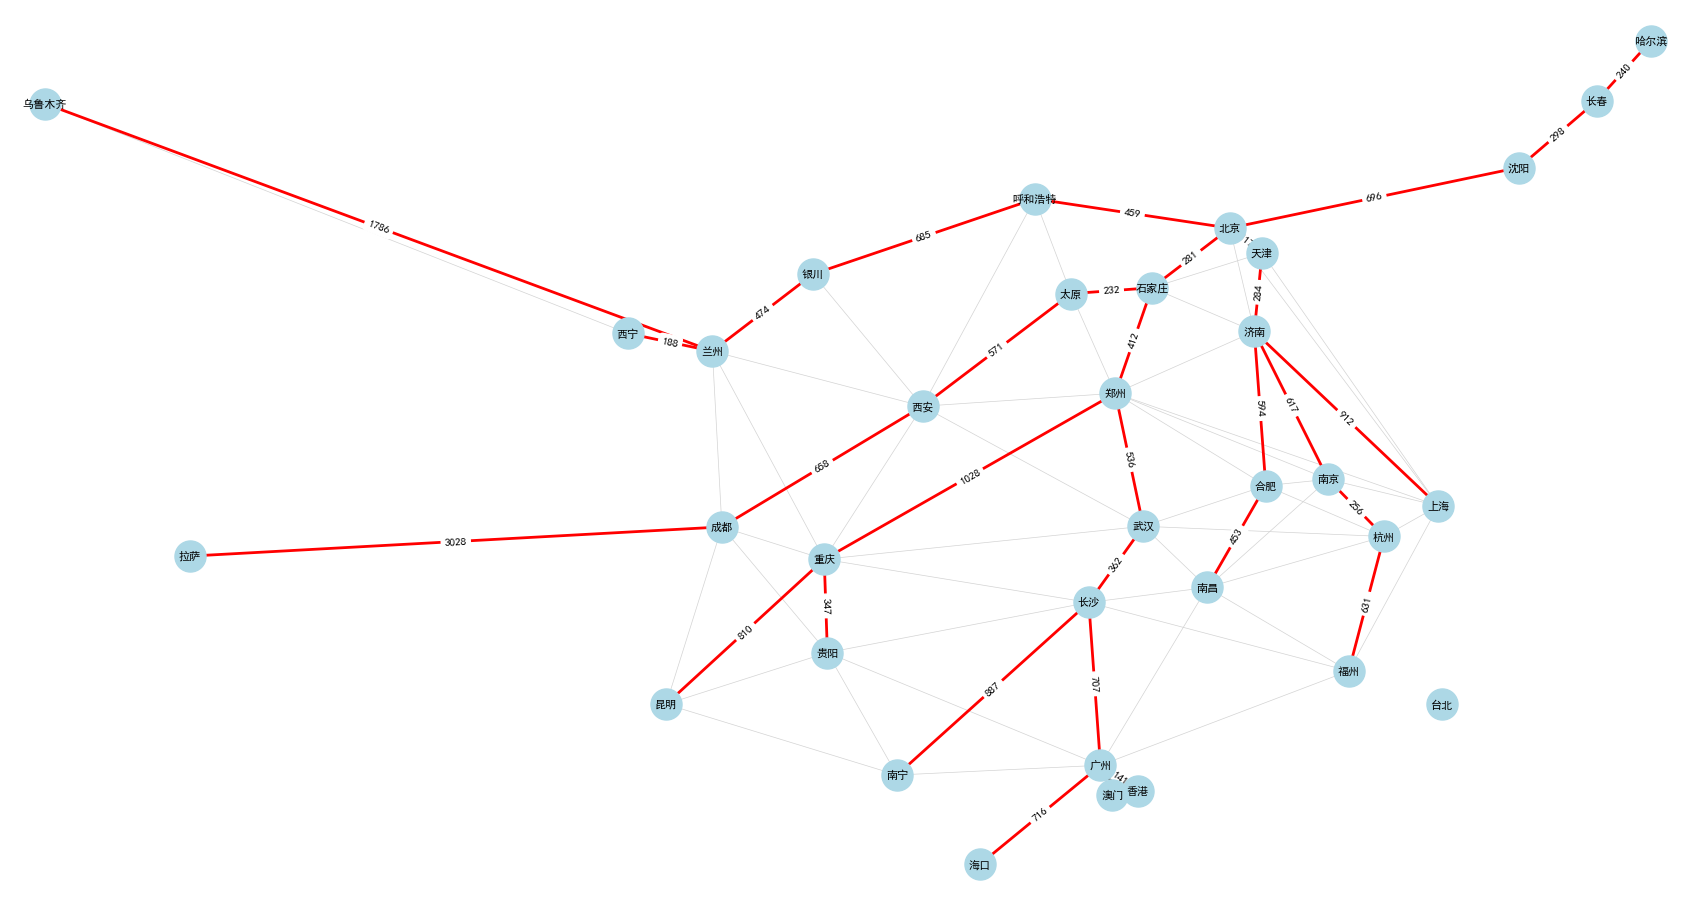 哈尔滨
240
长春
乌鲁木齐
298
沈阳
696
呼和浩特
459
1786
北京
685
天津
281
银川
太原
232
石家庄
284
474
西宁
188
兰州
济南
412
571
郑州
西安
594
617
912
536
658
1028
南京
合肥
256
上海
成都
武汉
453
杭州
3028
拉萨
重庆
362
南昌
347
长沙
631
810
贵阳
福州
887
707
昆明
台北
广州
南宁
141
香港
澳门
716
海口